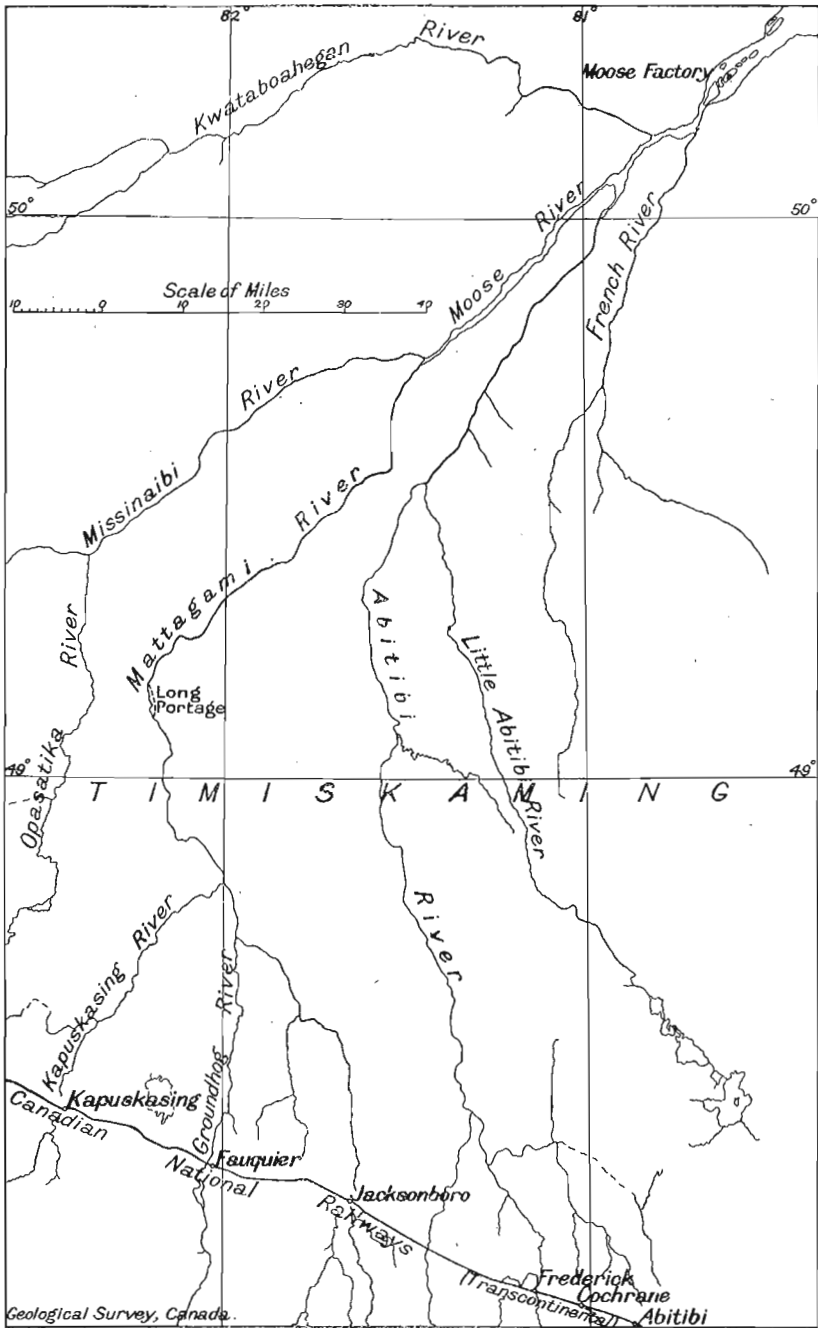 82°
81°
River
Moose Factory
Kwataboahegan
50°
50°
River
Moose
French River
Scale of Miles
10 0 10 20 30 40
River
Missinaibi
River
Mattagami
River
Abitibi
Little Abitibi River
Long
Portage
49°
49°
TIMISKAMING
Opasatika
River
Kapuskasing River
River
Groundhog
Kapuskasing
Canadian
National
Fauquier
Jacksonboro
Railways
Frederick
Cochrane
(Transcontinental)
Abitibi
Geological Survey, Canada.